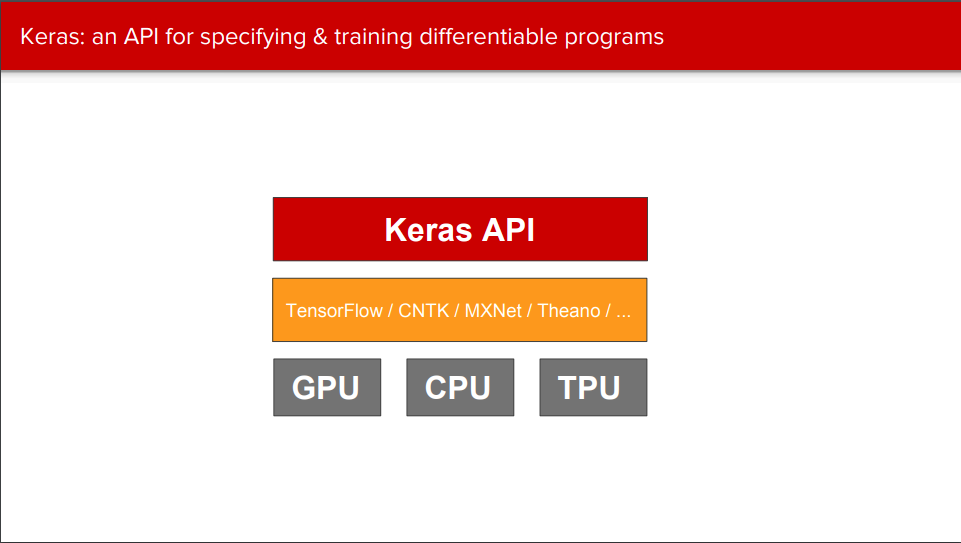 Keras: an API for specifying & training differentiable programs
Keras API
TensorFlow / CNTK / MXNet / Theano / ...
GPU CPU TPU